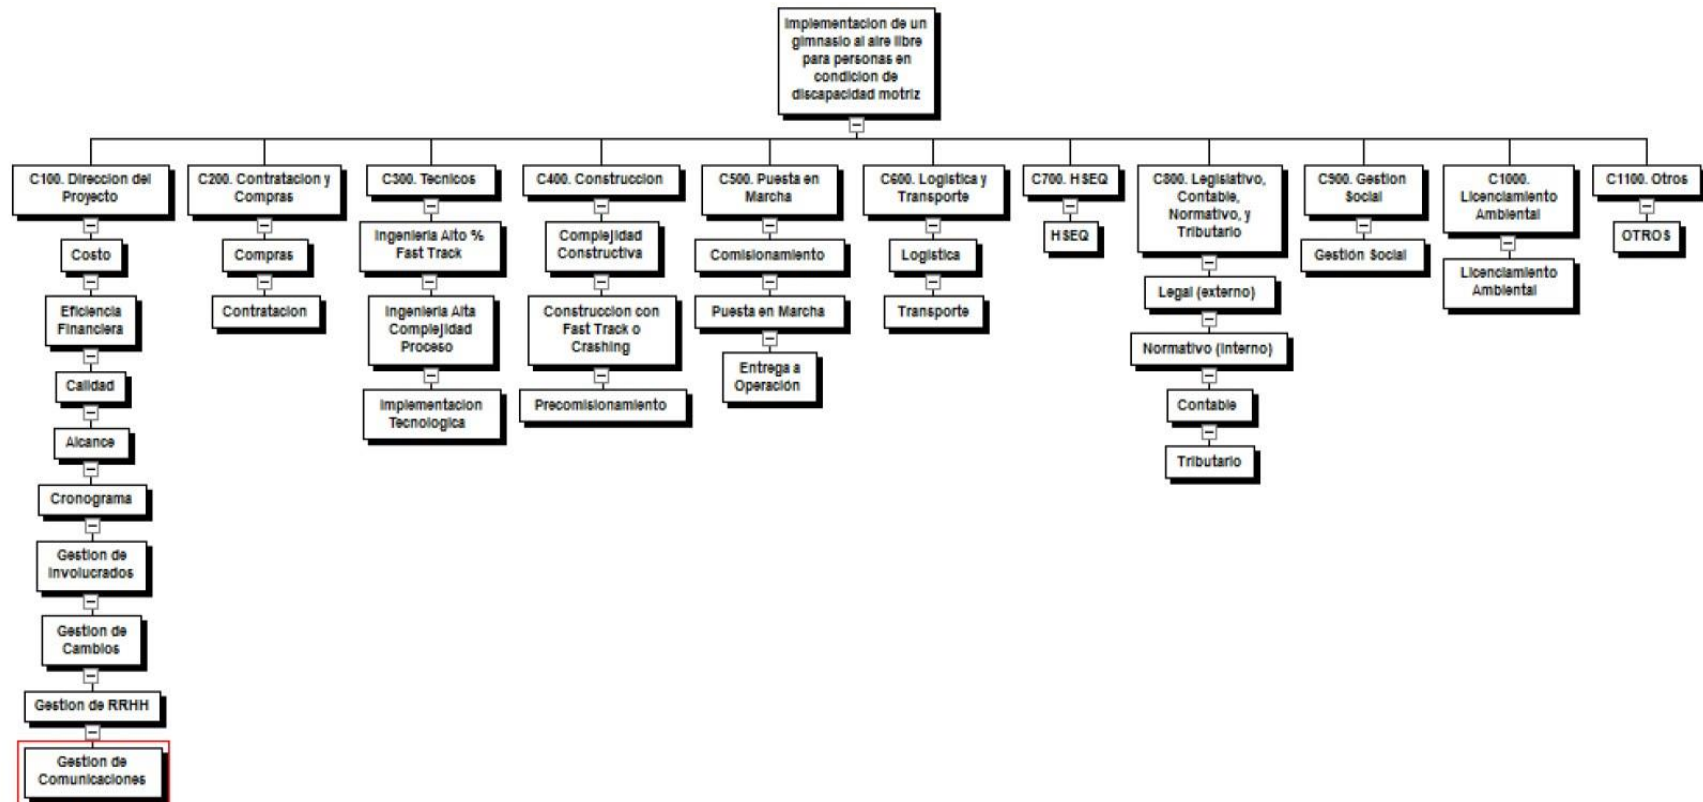 Implementacion de un
gimnasio al aire libre
para personas en
condicion de
discapacidad motriz
C100. Direccion del
Proyecto
Costo
Eficiencia
Financiera
Calidad
Alcance
Cronograma
Gestion de
Involucrados
Gestion de
Cambios
Gestion de RRHH
Gestion de
Comunicaciones
C200. Contratacion y
Compras
Compras
Contratacion
C300. Tecnicos
Ingenieria Alto %
Fast Track
Ingenieria Alta
Complejidad
Proceso
Implementacion
Tecnologica
C400. Construccion
Complejidad
Constructiva
Construccion con
Fast Track o
Crashing
Precomisionamiento
C500. Puesta en
Marcha
Comisionamiento
Puesta en Marcha
Entrega a
Operación
C600. Logistica y
Transporte
Logistica
Transporte
C700. HSEQ
HSEQ
C800. Legislativo,
Contable,
Normativo, y
Tributario
Legal (externo)
Normativo (interno)
Contable
Tributario
C900. Gestion
Social
Gestión Social
C1000.
Licenciamiento
Ambiental
Licenciamiento
Ambiental
C1100. Otros
OTROS